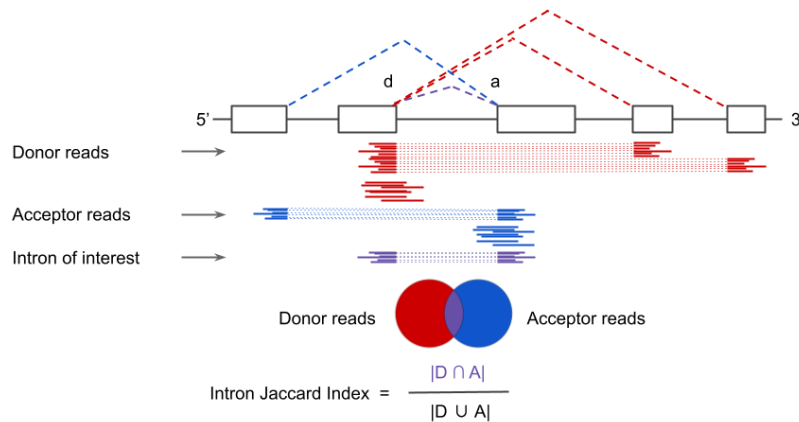 d a
5' 3
Donor reads
Acceptor reads
Intron of interest
Donor reads Acceptor reads
|D ∩ A|
Intron Jaccard Index =
|D ∪ A|